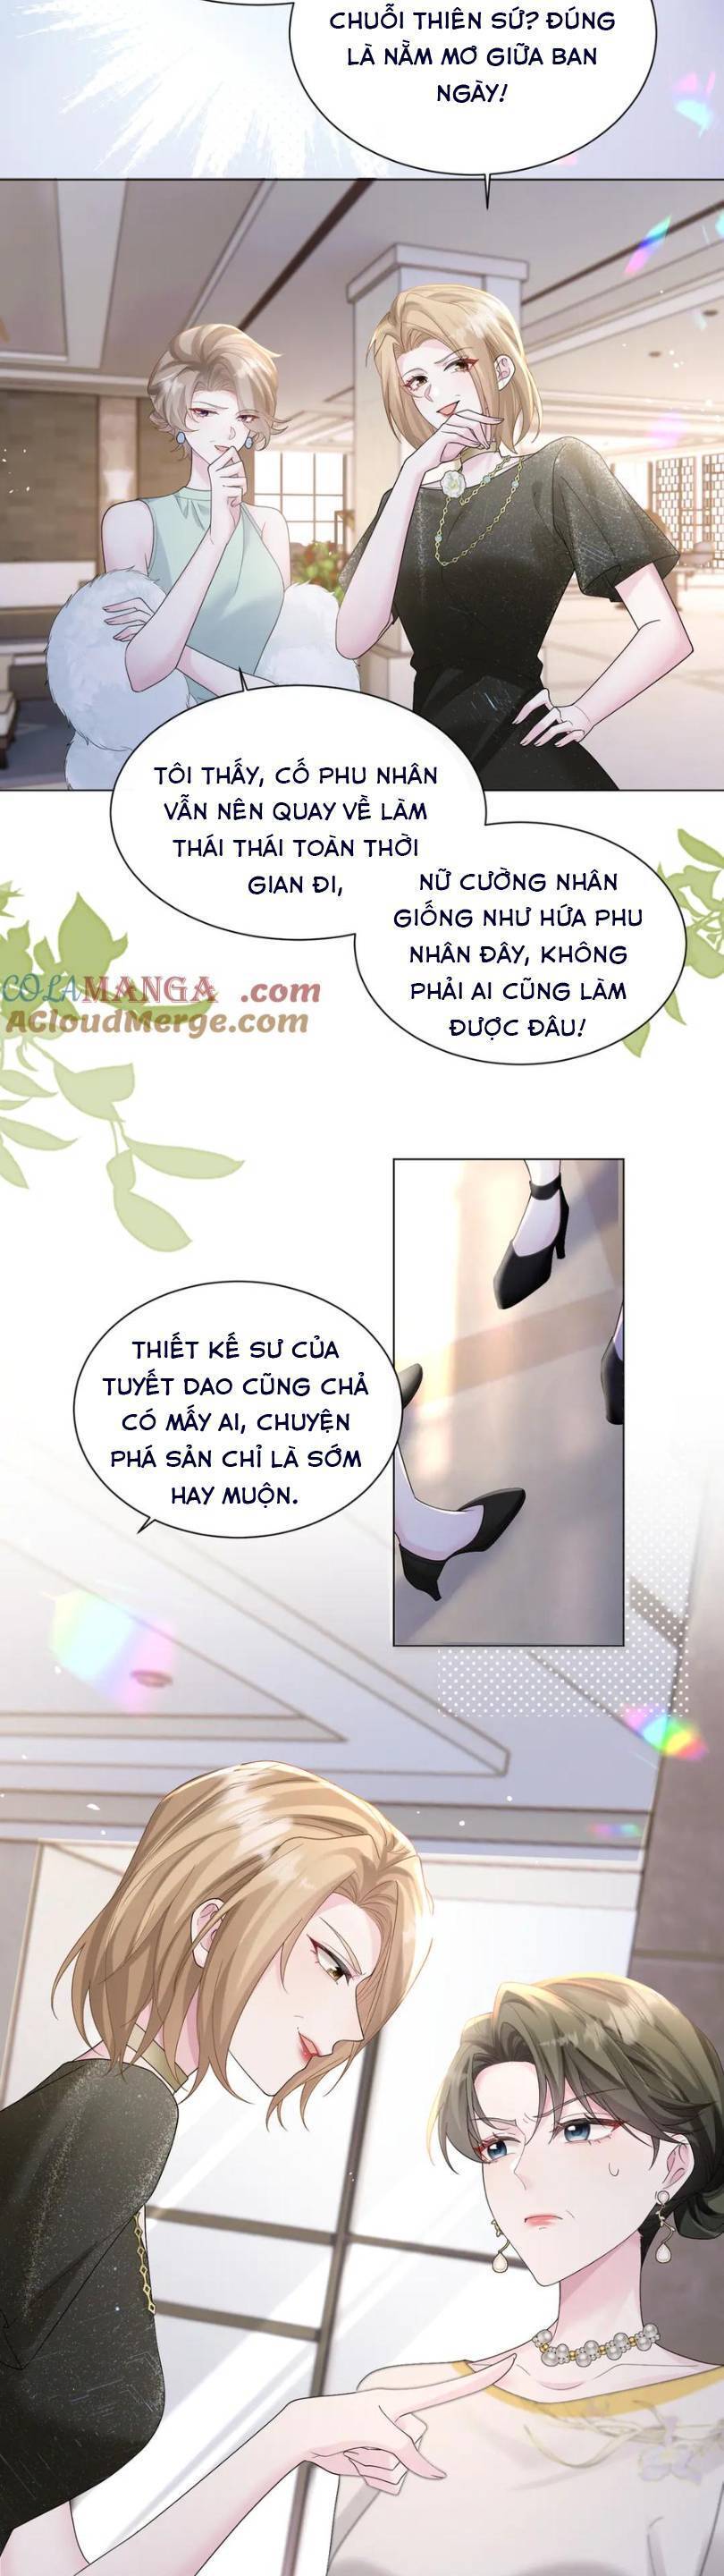 CHUỖI THIÊN SỨ? ĐÚNG
LÀ NẰM MƠ GIỮA BAN
NGÀY!
TÔI THẤY, CỐ PHU NHÂN
VẪN NÊN QUAY VỀ LÀM
THÁI THÁI TOÀN THỜI
GIAN ĐI,
NỮ CƯỜNG NHÂN
GIỐNG NHƯ HỨA PHU
NHÂN ĐÂY, KHÔNG
PHẢI AI CŨNG LÀM
ĐƯỢC ĐÂU!
COLAMANGA.com
AcloudMerge.com
THIẾT KẾ SƯ CỦA
TUYẾT DAO CŨNG CHẢ
CÓ MẤY AI, CHUYỆN
PHÁ SẢN CHỈ LÀ SỚM
HAY MUỘN.